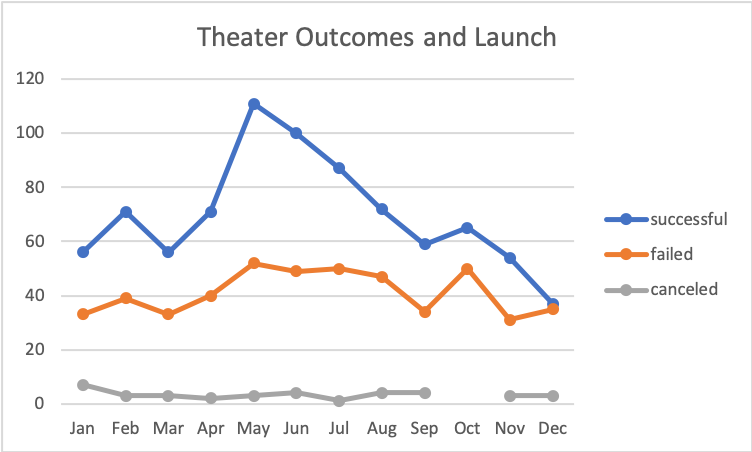 Theater Outcomes and Launch
120
100
80
60
40
20
0
Jan Feb Mar Apr May Jun Jul Aug Sep Oct Nov Dec
successful
failed
canceled